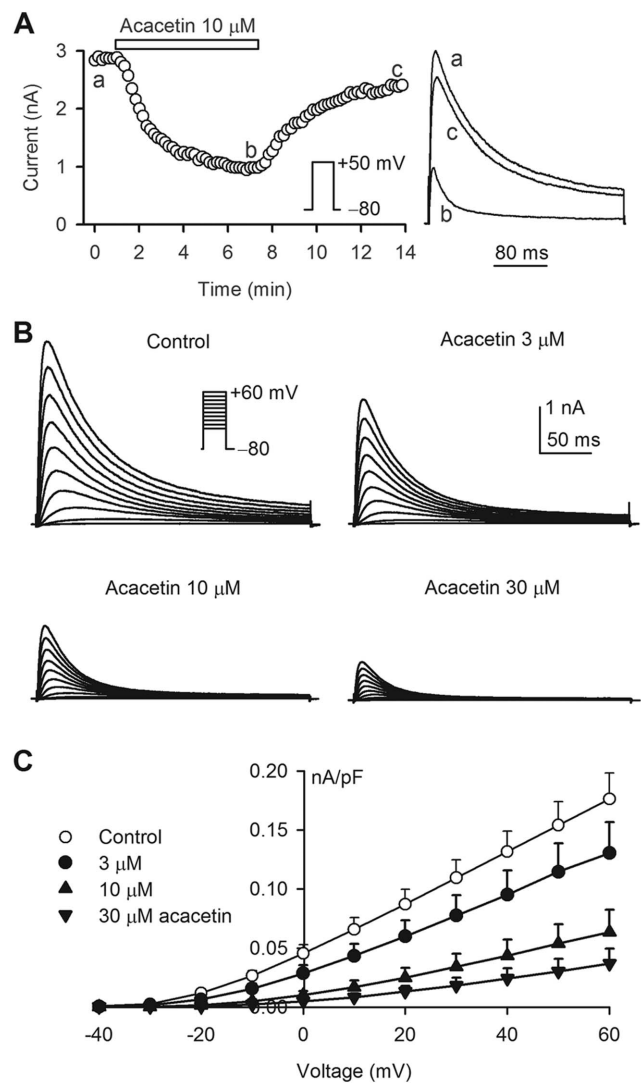 A
Acacetin 10 μM
3
2
1
0
Current (nA)
a
b
c
+50 mV
−80
0 2 4 6 8 10 12 14
Time (min)
a
c
b
80 ms
B
Control
+60 mV
−80
Acacetin 3 μM
1 nA
50 ms
Acacetin 10 μM
Acacetin 30 μM
C
nA/pF
0.20
0.15
0.10
0.05
0.00
Control
3 μM
10 μM
30 μM acacetin
-40 -20 0 20 40 60
Voltage (mV)